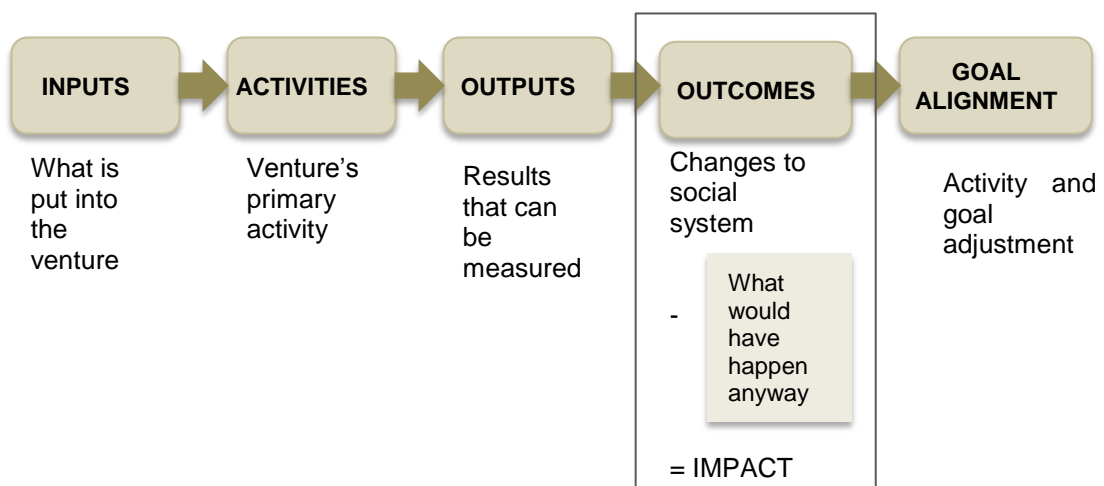 INPUTS
ACTIVITIES
OUTPUTS
OUTCOMES
GOAL
ALIGNMENT
What is
put into
the
venture
Venture’s
primary
activity
Results
that can
be
measured
Changes to
social
system
-
What
would
have
happen
anyway
= IMPACT
Activity and
goal
adjustment